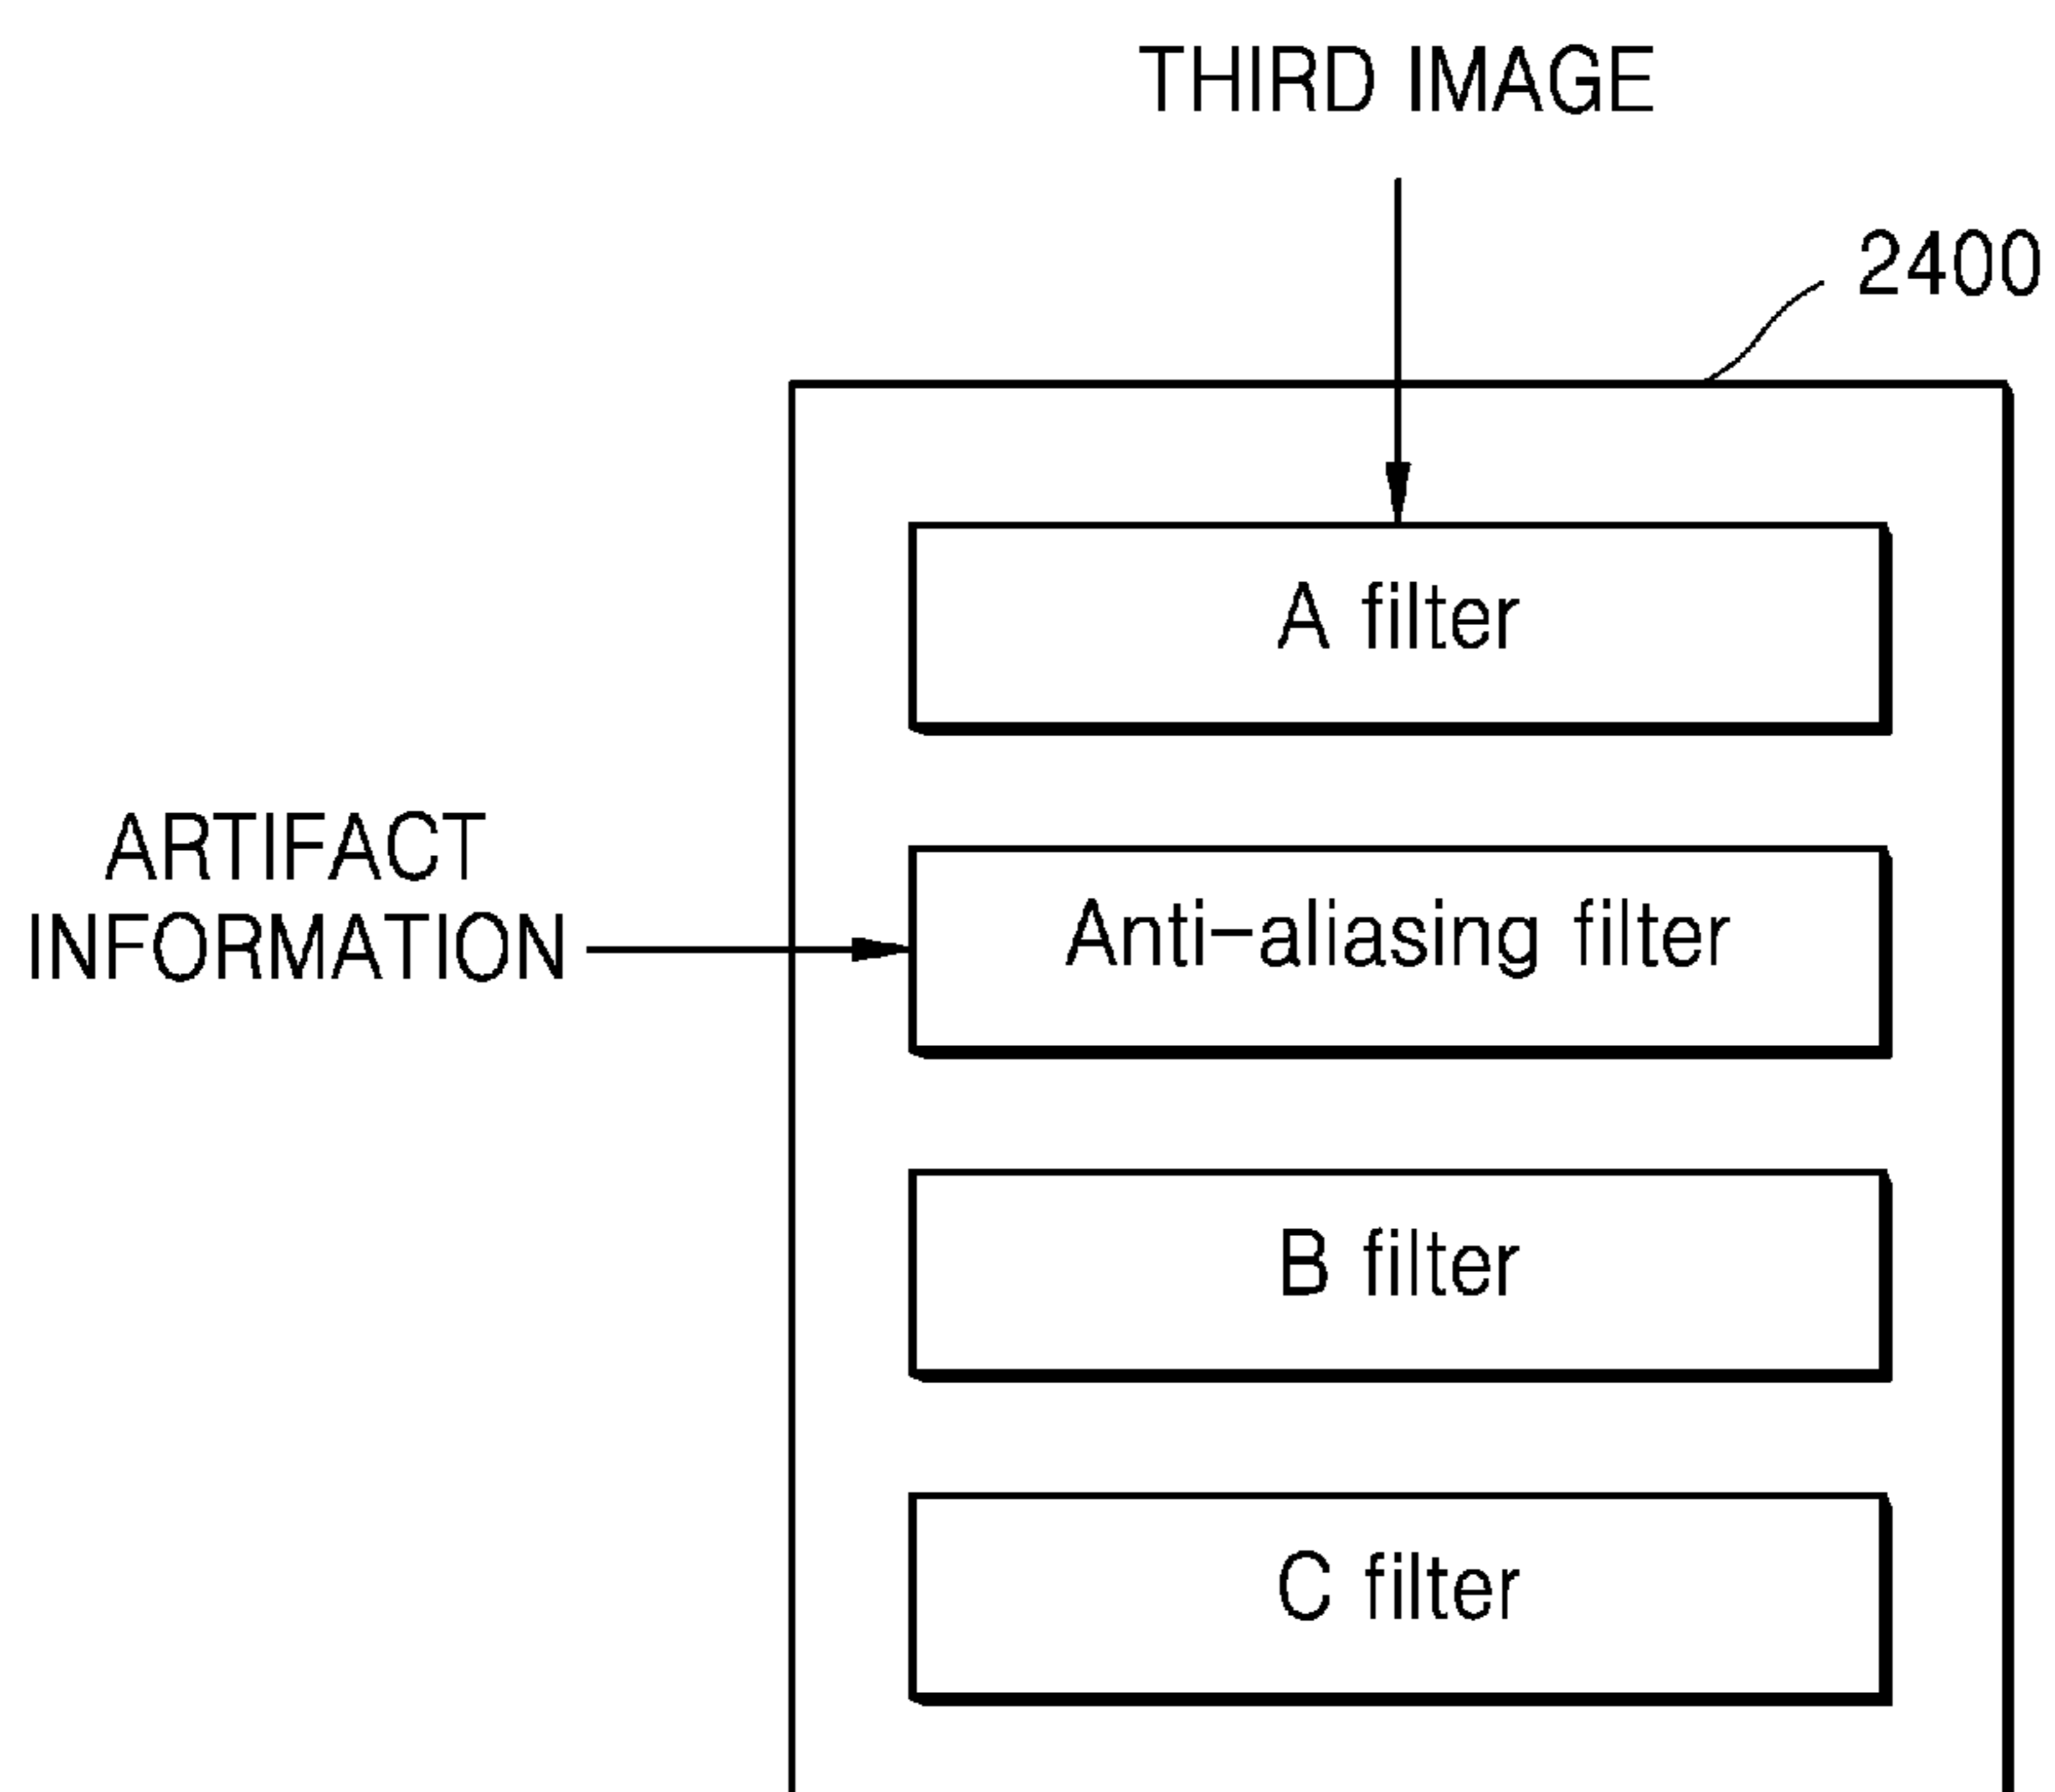 THIRD IMAGE
2400
A filter
ARTIFACT
INFORMATION
Anti-aliasing filter
B filter
C filter